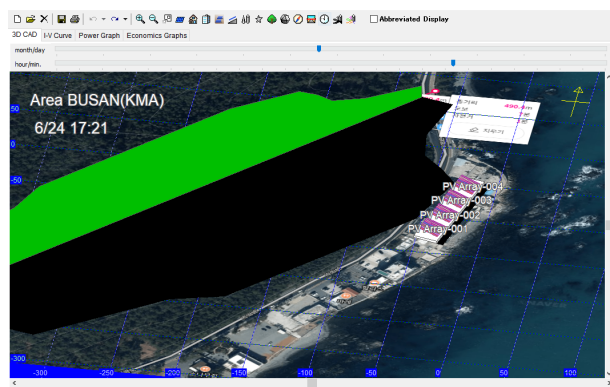 Abbreviated Display
3D CAD I-V Curve Power Graph Economics Graphs
month/day
hour/min.
Area BUSAN(KMA)
6/24 17:21
490.6m
50
0
-50
PV Array-004
PV Array-003
PV Array-002
PV Array-001
-300
-300 -250 -200 -150 -100 -50 0 50 100